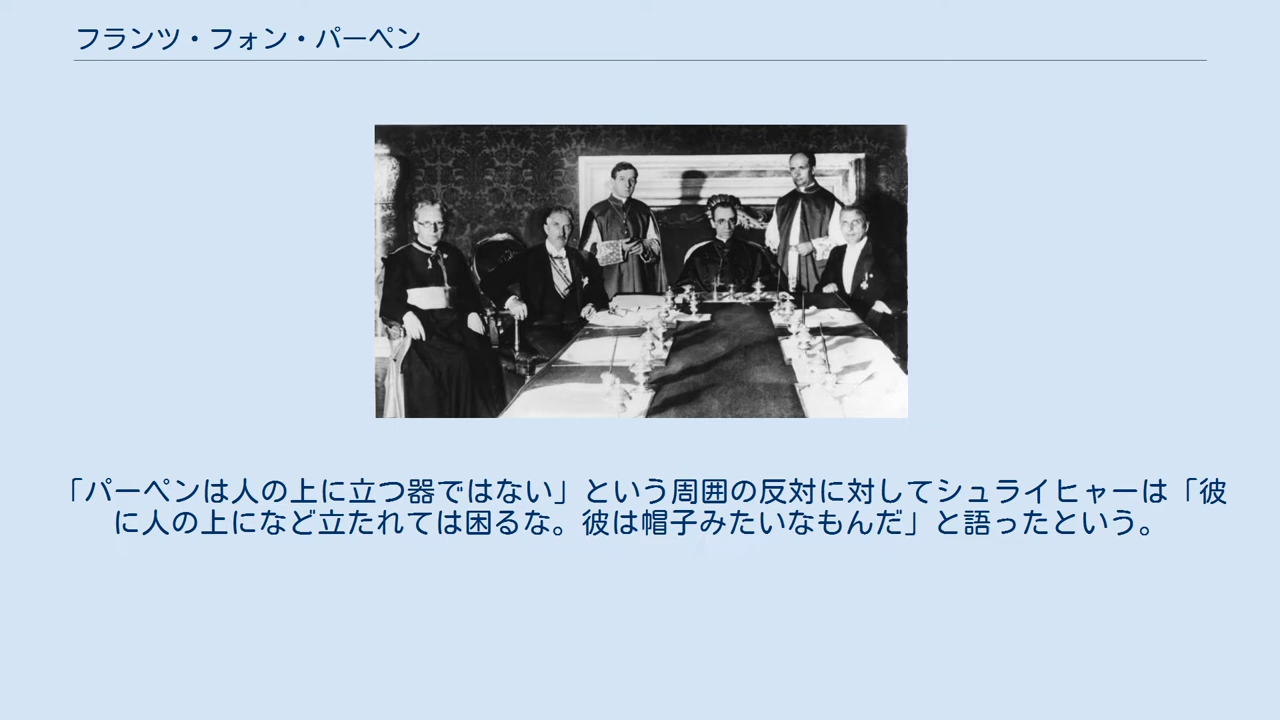 フランツ・フォン・パーペン
「パーペンは人の上に立つ器ではない」という周囲の反対に対してシュライヒャーは「彼
に人の上になど立たれては困るな。彼は帽子みたいなもんだ」と語ったという。